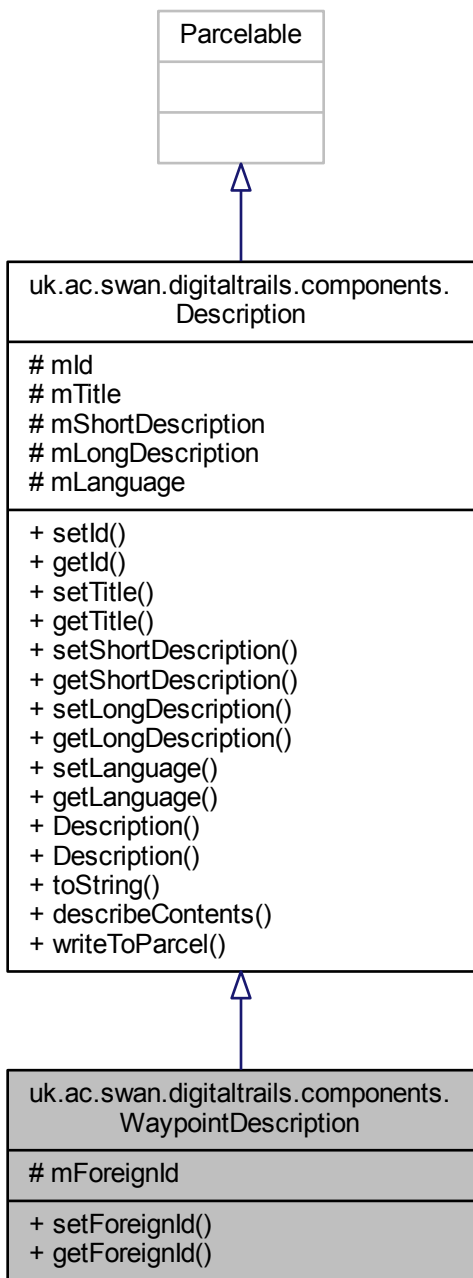 Parcelable
uk.ac.swan.digitaltrails.components.
Description
# mId
# mTitle
# mShortDescription
# mLongDescription
# mLanguage
+ setId()
+ getId()
+ setTitle()
+ getTitle()
+ setShortDescription()
+ getShortDescription()
+ setLongDescription()
+ getLongDescription()
+ setLanguage()
+ getLanguage()
+ Description()
+ Description()
+ toString()
+ describeContents()
+ writeToParcel()
uk.ac.swan.digitaltrails.components.
WaypointDescription
# mForeignId
+ setForeignId()
+ getForeignId()